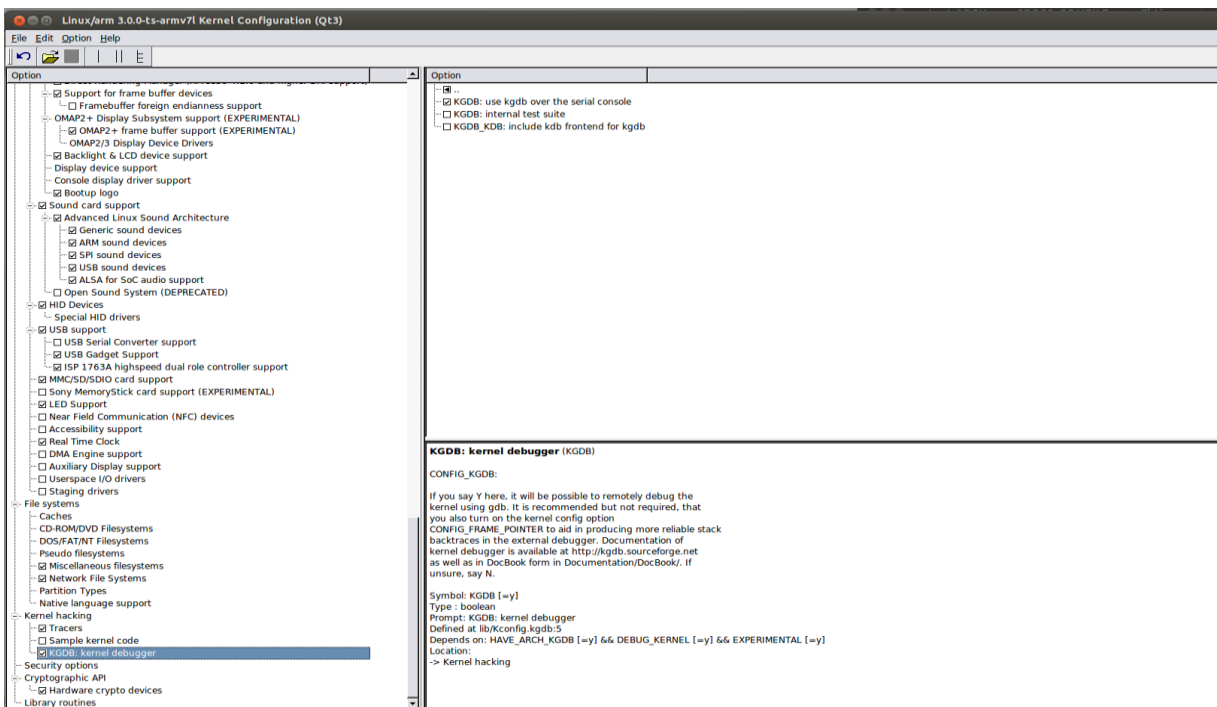 Linux/arm 3.0.0-ts-armv7l Kernel Configuration (Qt3)
File Edit Option Help
Option
Support for frame buffer devices
Framebuffer foreign endianness support
OMAP2+ Display Subsystem support (EXPERIMENTAL)
OMAP2+ frame buffer support (EXPERIMENTAL)
OMAP2/3 Display Device Drivers
Backlight & LCD device support
Display device support
Console display driver support
Bootup logo
Sound card support
Advanced Linux Sound Architecture
Generic sound devices
ARM sound devices
SPI sound devices
USB sound devices
ALSA for SoC audio support
Open Sound System (DEPRECATED)
HID Devices
Special HID drivers
USB support
USB Serial Converter support
USB Gadget Support
ISP 1763A highspeed dual role controller support
MMC/SD/SDIO card support
Sony MemoryStick card support (EXPERIMENTAL)
LED Support
Near Field Communication (NFC) devices
Accessibility support
Real Time Clock
DMA Engine support
Auxiliary Display support
Userspace I/O drivers
Staging drivers
File systems
Caches
CD-ROM/DVD Filesystems
DOS/FAT/NT Filesystems
Pseudo filesystems
Miscellaneous filesystems
Network File Systems
Partition Types
Native language support
Kernel hacking
Tracers
Sample kernel code
KGDB: kernel debugger
Security options
Cryptographic API
Hardware crypto devices
Library routines
Option
..
KGDB: use kgdb over the serial console
KGDB: internal test suite
KGDB_KDB: include kdb frontend for kgdb
KGDB: kernel debugger (KGDB)
CONFIG_KGDB:
If you say Y here, it will be possible to remotely debug the
kernel using gdb. It is recommended but not required, that
you also turn on the kernel config option
CONFIG_FRAME_POINTER to aid in producing more reliable stack
backtraces in the external debugger. Documentation of
kernel debugger is available at http://kgdb.sourceforge.net
as well as in DocBook form in Documentation/DocBook/. If
unsure, say N.
Symbol: KGDB [=y]
Type : boolean
Prompt: KGDB: kernel debugger
Defined at lib/Kconfig.kgdb:5
Depends on: HAVE_ARCH_KGDB [=y] && DEBUG_KERNEL [=y] && EXPERIMENTAL [=y]
Location:
-> Kernel hacking